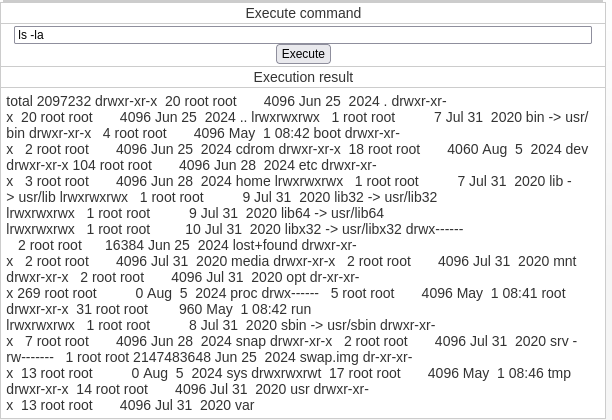 Execute command
ls -la
Execute
Execution result
total 2097232 drwxr-xr-x  20 root root       4096 Jun 25  2024 . drwxr-xr-
x  20 root root       4096 Jun 25  2024 .. lrwxrwxrwx   1 root root          7 Jul 31  2020 bin -> usr/
bin drwxr-xr-x   4 root root       4096 May  1 08:42 boot drwxr-xr-
x   2 root root       4096 Jun 25  2024 cdrom drwxr-xr-x  18 root root       4060 Aug  5  2024 dev
drwxr-xr-x 104 root root       4096 Jun 28  2024 etc drwxr-xr-
x   3 root root       4096 Jun 28  2024 home lrwxrwxrwx   1 root root          7 Jul 31  2020 lib -
> usr/lib lrwxrwxrwx   1 root root          9 Jul 31  2020 lib32 -> usr/lib32
lrwxrwxrwx   1 root root          9 Jul 31  2020 lib64 -> usr/lib64
lrwxrwxrwx   1 root root         10 Jul 31  2020 libx32 -> usr/libx32 drwx------
2 root root      16384 Jun 25  2024 lost+found drwxr-xr-
x   2 root root       4096 Jul 31  2020 media drwxr-xr-x   2 root root       4096 Jul 31  2020 mnt
drwxr-xr-x   2 root root       4096 Jul 31  2020 opt dr-xr-xr-
x 269 root root          0 Aug  5  2024 proc drwx------   5 root root       4096 May  1 08:41 root
drwxr-xr-x  31 root root        960 May  1 08:42 run
lrwxrwxrwx   1 root root          8 Jul 31  2020 sbin -> usr/sbin drwxr-xr-
x   7 root root       4096 Jun 28  2024 snap drwxr-xr-x   2 root root       4096 Jul 31  2020 srv -
rw-------   1 root root 2147483648 Jun 25  2024 swap.img dr-xr-xr-
x  13 root root          0 Aug  5  2024 sys drwxrwxrwt  17 root root       4096 May  1 08:46 tmp
drwxr-xr-x  14 root root       4096 Jul 31  2020 usr drwxr-xr-
x  13 root root       4096 Jul 31  2020 var